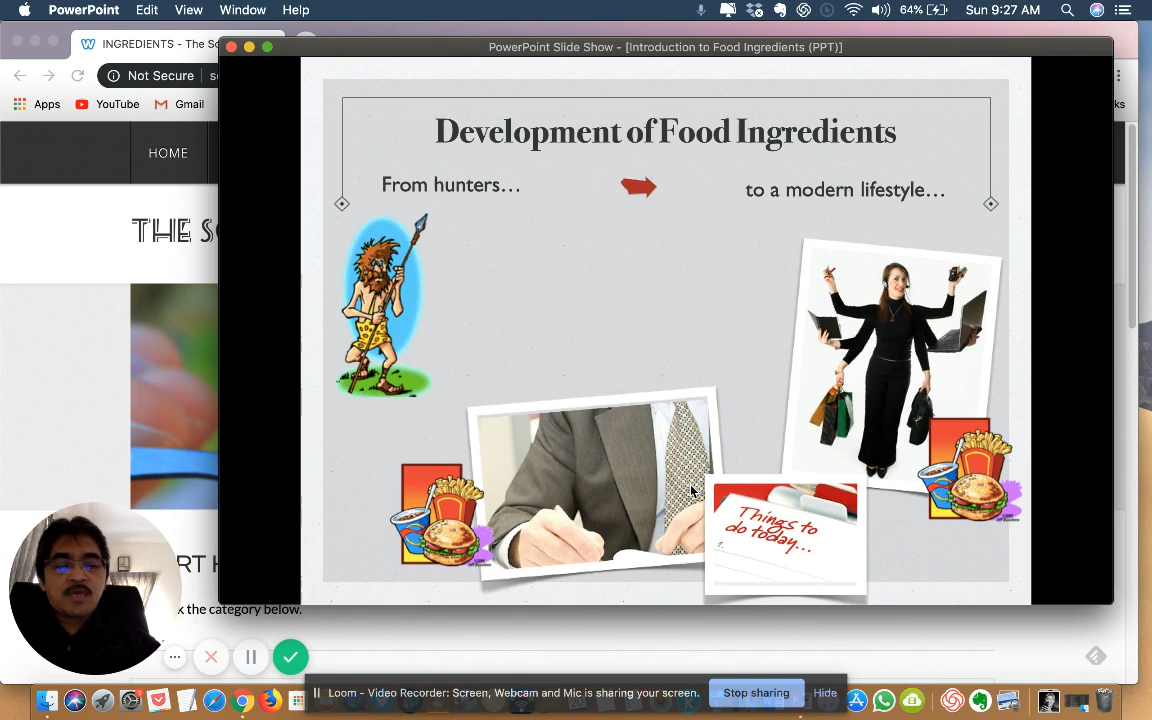 PowerPoint Edit View Window Help
64% Sun 9:27 AM
INGREDIENTS - The Sc
PowerPoint Slide Show - [Introduction to Food Ingredients (PPT)]
Not Secure
Apps YouTube Gmail
HOME
THE
Development of Food Ingredients
From hunters…
to a modern lifestyle…
Things to
do today...
1.
k the category below.
Loom - Video Recorder: Screen, Webcam and Mic is sharing your screen. Stop sharing Hide